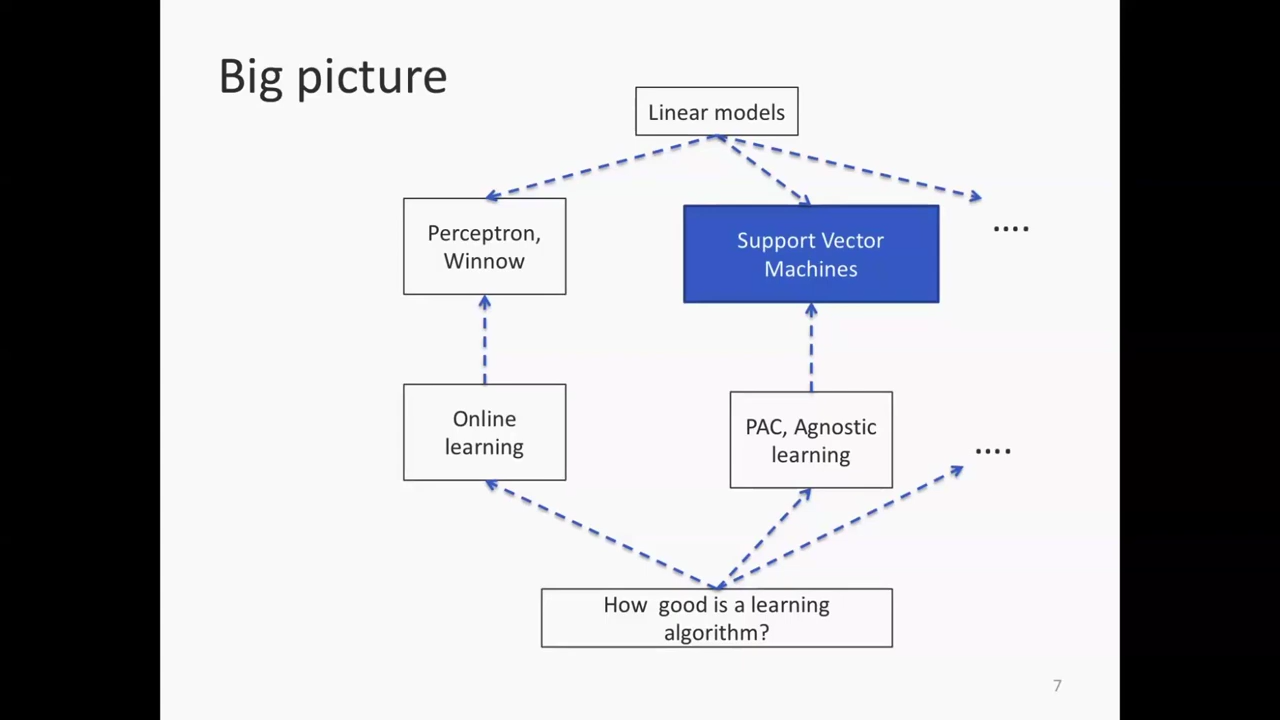 Big picture
Linear models
Perceptron,
Winnow
Support Vector
Machines
....
Online
learning
PAC, Agnostic
learning
....
How  good is a learning
algorithm?
7